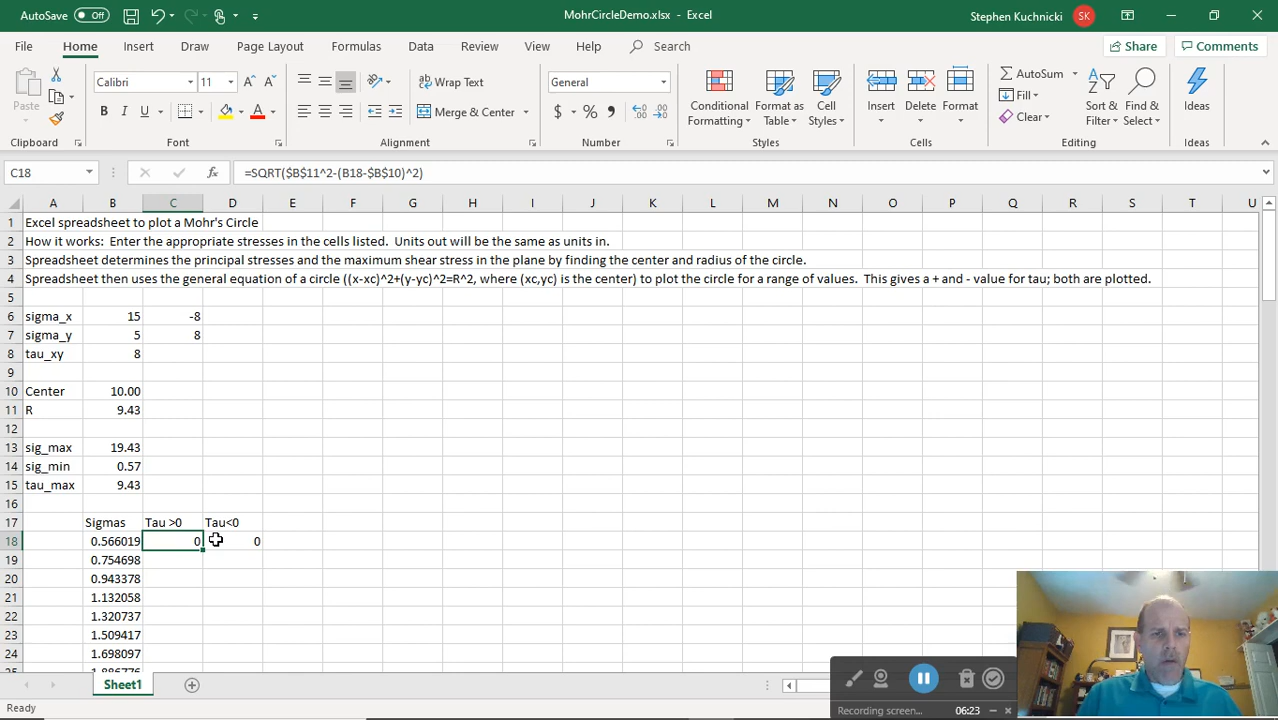 AutoSave Off MohrCircleDemo.xlsx - Excel Stephen Kuchnicki SK
File Home Insert Draw Page Layout Formulas Data Review View Help Search Share Comments
Paste Calibri 11 A A Wrap Text General Conditional Formatting Format as Table Cell Styles Insert Delete Format AutoSum Fill Clear Sort & Filter Find & Select Ideas
B I U A Merge & Center $ % ,
Clipboard Font Alignment Number Styles Cells Editing Ideas
C18 fx =SQRT($B$11^2-(B18-$B$10)^2)
A B C D E F G H I J K L M N O P Q R S T U
1 Excel spreadsheet to plot a Mohr's Circle
2 How it works: Enter the appropriate stresses in the cells listed. Units out will be the same as units in.
3 Spreadsheet determines the principal stresses and the maximum shear stress in the plane by finding the center and radius of the circle.
4 Spreadsheet then uses the general equation of a circle ((x-xc)^2+(y-yc)^2=R^2, where (xc,yc) is the center) to plot the circle for a range of values. This gives a + and - value for tau; both are plotted.
5
6 sigma_x 15 -8
7 sigma_y 5 8
8 tau_xy 8
9
10 Center 10.00
11 R 9.43
12
13 sig_max 19.43
14 sig_min 0.57
15 tau_max 9.43
16
17 Sigmas Tau >0 Tau<0
18 0.566019 0 0
19 0.754698
20 0.943378
21 1.132058
22 1.320737
23 1.509417
24 1.698097
25 1.886776
Sheet1
Ready
Recording screen... 06:23